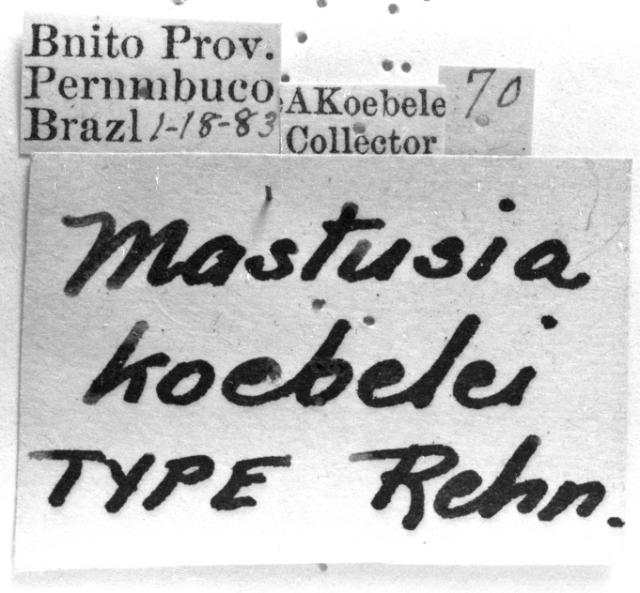 Bnito Prov.
Pernmbuco
Brazl 1-18-83
AKoebele
Collector
70
Mastusia
koebelei
TYPE Rehn.